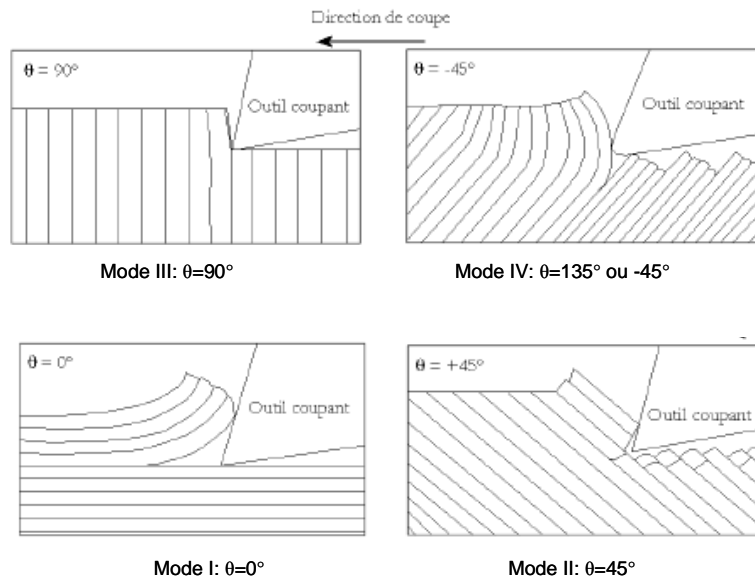 Direction de coupe
θ = 90°
Outil coupant
θ = -45°
Outil coupant
Mode III: θ=90°
Mode IV: θ=135° ou -45°
θ = 0°
Outil coupant
θ = +45°
Outil coupant
Mode I: θ=0°
Mode II: θ=45°